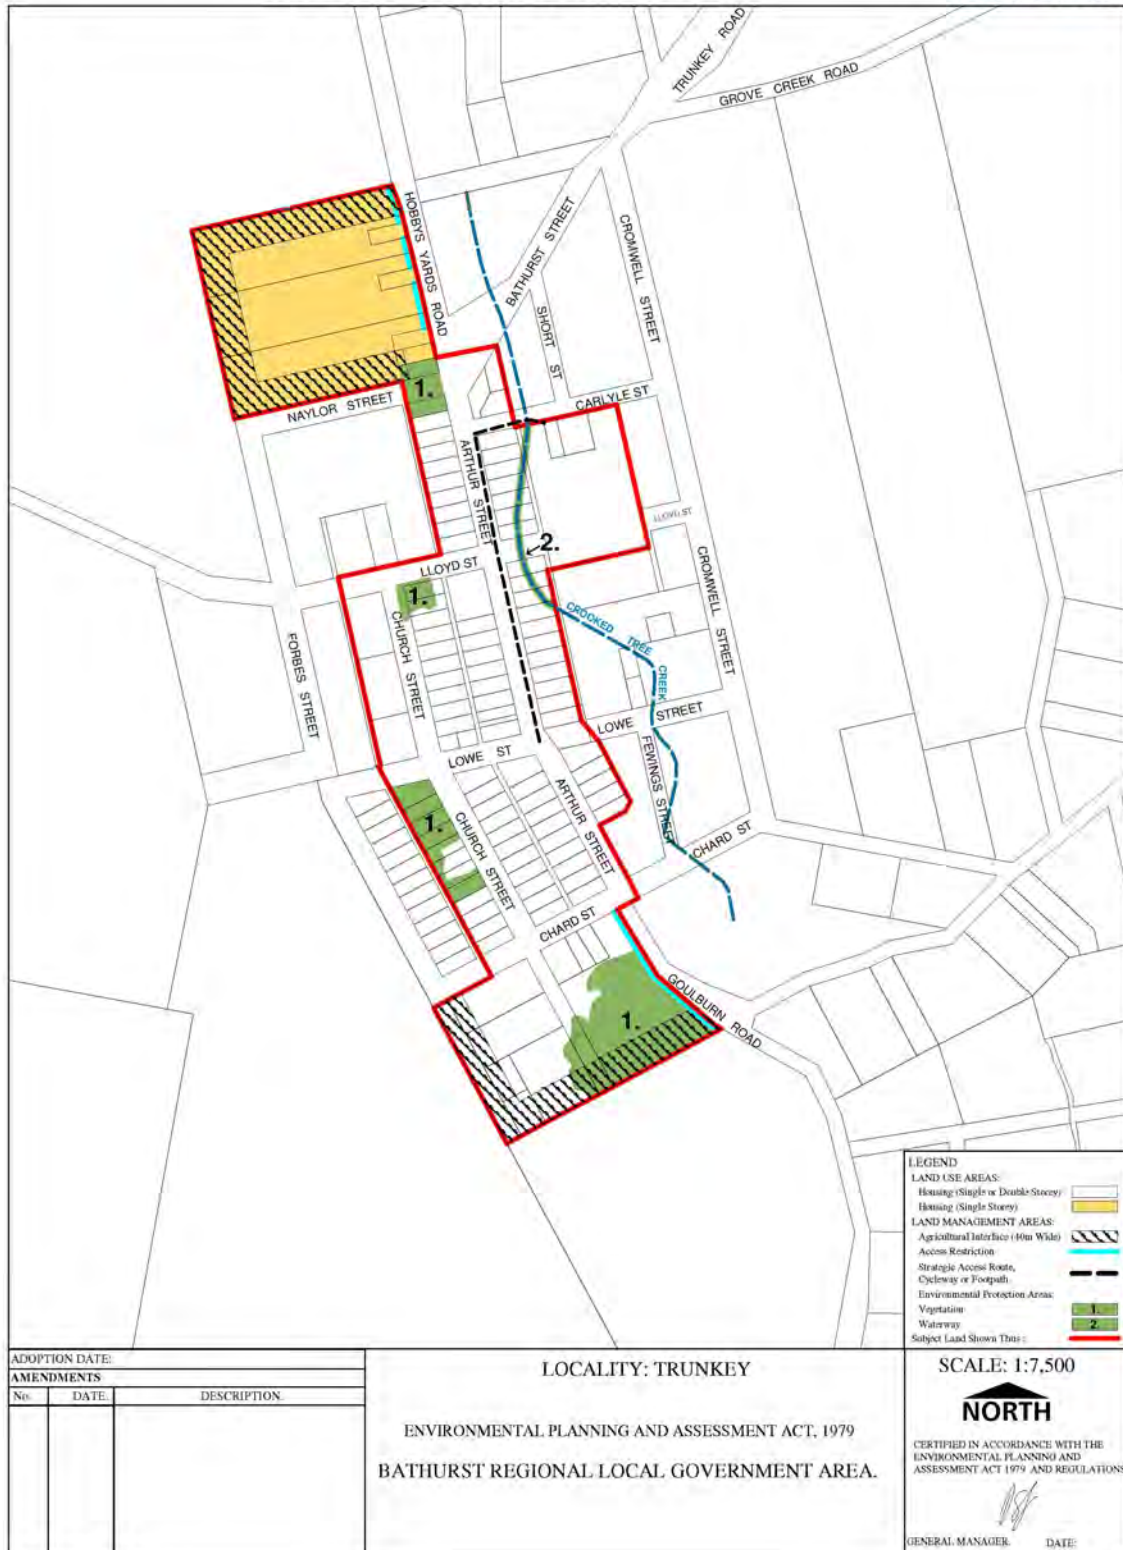 TRUNKEY ROAD
GROVE CREEK ROAD
HOBBYS YARDS ROAD
BATHURST STREET
CROMWELL STREET
SHORT ST
CARLYLE ST
1.
NAYLOR STREET
ARTHUR STREET
LLOYD ST
2.
LLOYD ST
1.
CROOKED TREE CREEK
CROMWELL STREET
CHURCH STREET
FORBES STREET
LOWE STREET
LOWE ST
FEWINGS STREET
ARTHUR STREET
1.
CHURCH STREET
CHARD ST
CHARD ST
GOULBURN ROAD
1.
LEGEND
LAND USE AREAS:
Housing (Single or Double Storey)
Housing (Single Storey)
LAND MANAGEMENT AREAS:
Agricultural Interface (40m Wide)
Access Restriction
Strategic Access Route,
Cycleway or Footpath
Environmental Protection Areas:
Vegetation 1.
Waterway 2.
Subject Land Shown Thus :
ADOPTION DATE:
AMENDMENTS
No. DATE. DESCRIPTION.
LOCALITY: TRUNKEY
ENVIRONMENTAL PLANNING AND ASSESSMENT ACT, 1979
BATHURST REGIONAL LOCAL GOVERNMENT AREA.
SCALE: 1:7,500
NORTH
CERTIFIED IN ACCORDANCE WITH THE
ENVIRONMENTAL PLANNING AND
ASSESSMENT ACT 1979 AND REGULATIONS
GENERAL MANAGER. DATE: